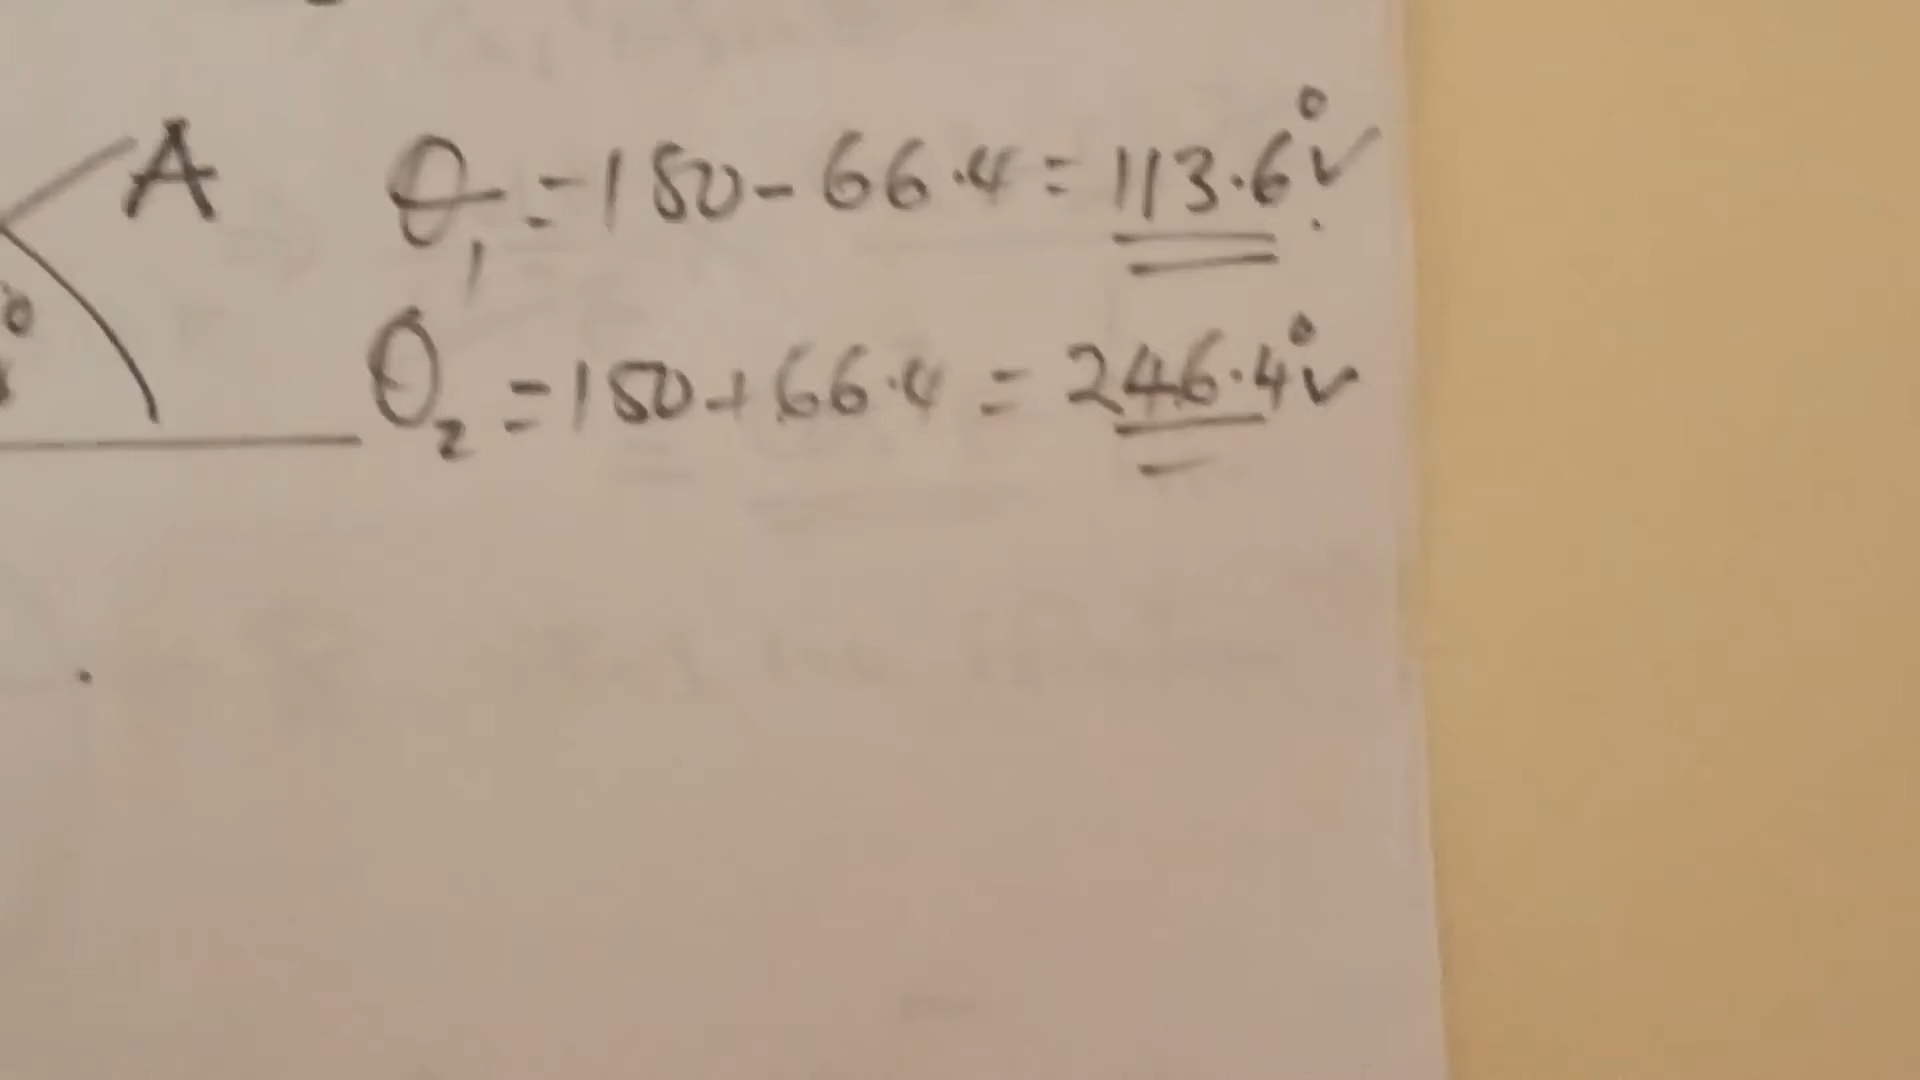 A
θ₁ = 180 - 66.4 = 113.6° ✓
θ₂ = 180 + 66.4 = 246.4° ✓